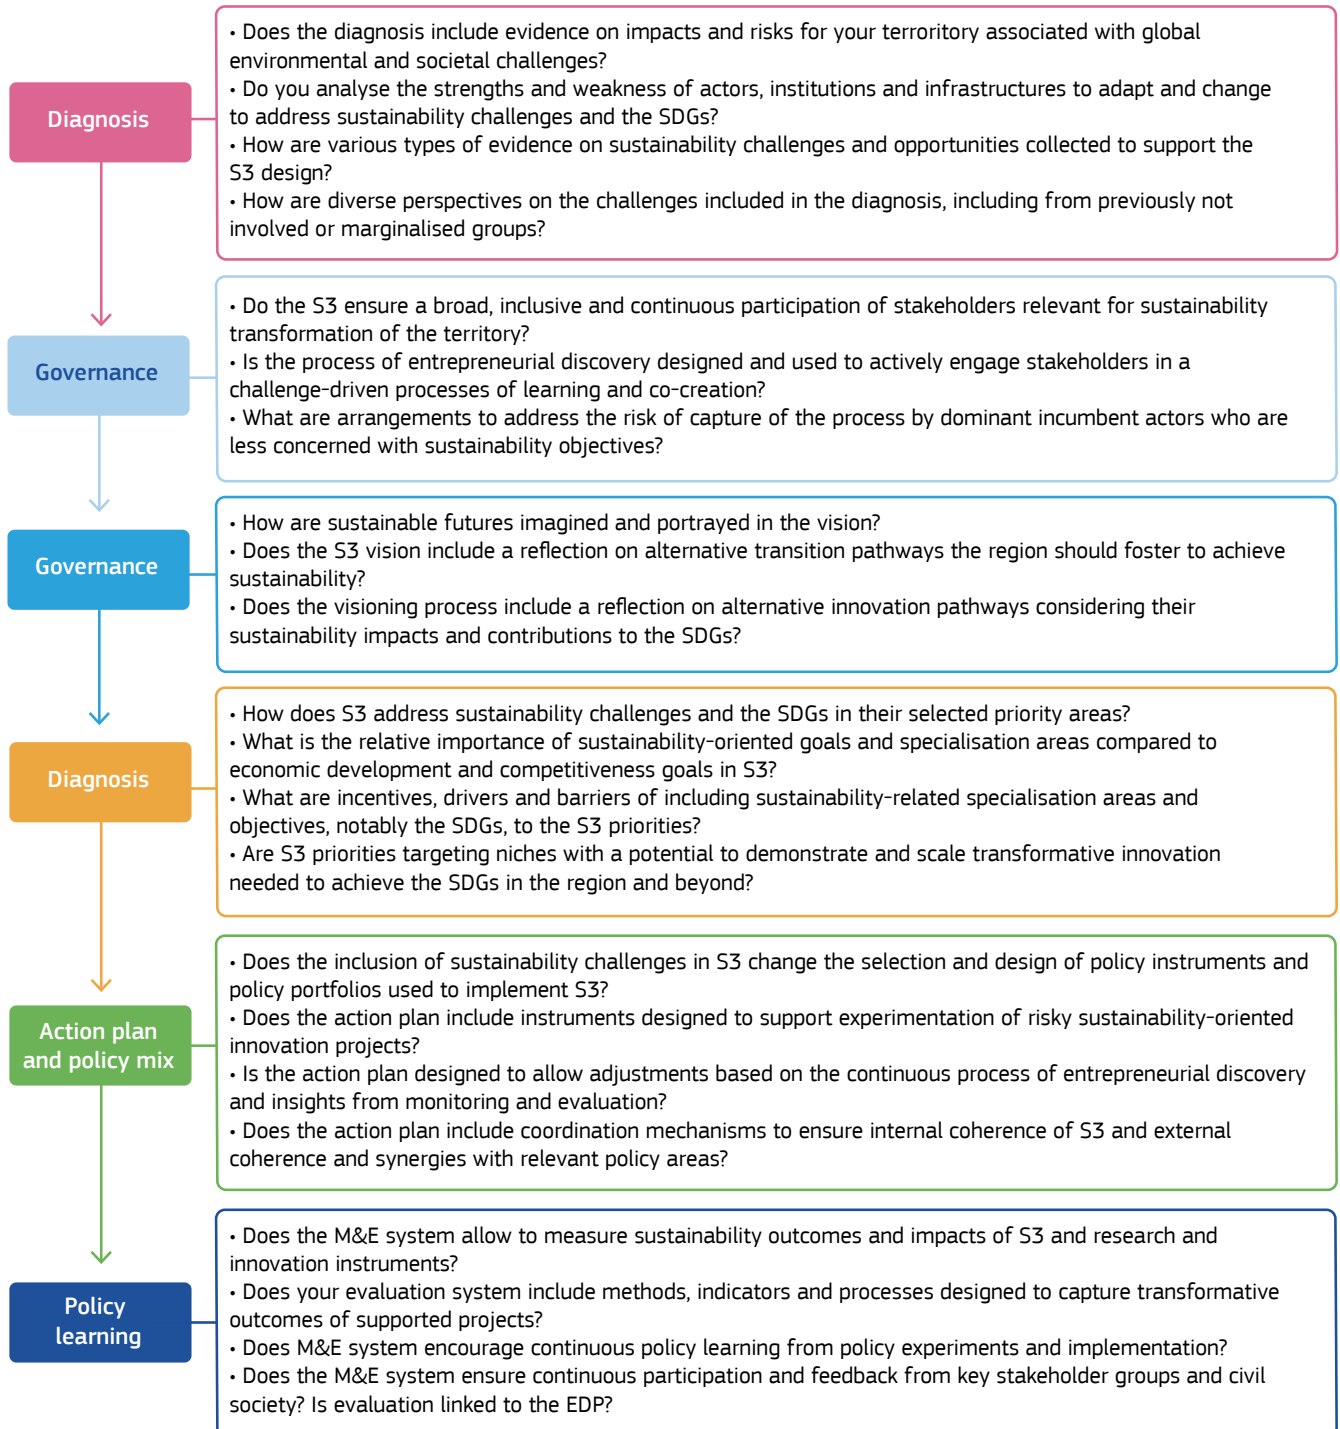 Diagnosis
• Does the diagnosis include evidence on impacts and risks for your terroritory associated with global
environmental and societal challenges?
• Do you analyse the strengths and weakness of actors, institutions and infrastructures to adapt and change
to address sustainability challenges and the SDGs?
• How are various types of evidence on sustainability challenges and opportunities collected to support the
S3 design?
• How are diverse perspectives on the challenges included in the diagnosis, including from previously not
involved or marginalised groups?
Governance
• Do the S3 ensure a broad, inclusive and continuous participation of stakeholders relevant for sustainability
transformation of the territory?
• Is the process of entrepreneurial discovery designed and used to actively engage stakeholders in a
challenge-driven processes of learning and co-creation?
• What are arrangements to address the risk of capture of the process by dominant incumbent actors who are
less concerned with sustainability objectives?
Governance
• How are sustainable futures imagined and portrayed in the vision?
• Does the S3 vision include a reflection on alternative transition pathways the region should foster to achieve
sustainability?
• Does the visioning process include a reflection on alternative innovation pathways considering their
sustainability impacts and contributions to the SDGs?
Diagnosis
• How does S3 address sustainability challenges and the SDGs in their selected priority areas?
• What is the relative importance of sustainability-oriented goals and specialisation areas compared to
economic development and competitiveness goals in S3?
• What are incentives, drivers and barriers of including sustainability-related specialisation areas and
objectives, notably the SDGs, to the S3 priorities?
• Are S3 priorities targeting niches with a potential to demonstrate and scale transformative innovation
needed to achieve the SDGs in the region and beyond?
Action plan
and policy mix
• Does the inclusion of sustainability challenges in S3 change the selection and design of policy instruments and
policy portfolios used to implement S3?
• Does the action plan include instruments designed to support experimentation of risky sustainability-oriented
innovation projects?
• Is the action plan designed to allow adjustments based on the continuous process of entrepreneurial discovery
and insights from monitoring and evaluation?
• Does the action plan include coordination mechanisms to ensure internal coherence of S3 and external
coherence and synergies with relevant policy areas?
Policy
learning
• Does the M&E system allow to measure sustainability outcomes and impacts of S3 and research and
innovation instruments?
• Does your evaluation system include methods, indicators and processes designed to capture transformative
outcomes of supported projects?
• Does M&E system encourage continuous policy learning from policy experiments and implementation?
• Does the M&E system ensure continuous participation and feedback from key stakeholder groups and civil
society? Is evaluation linked to the EDP?